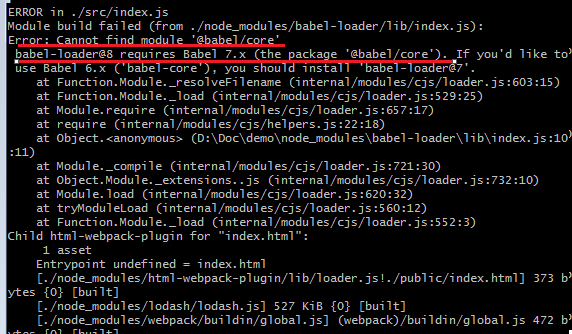 ERROR in ./src/index.js
Module build failed (from ./node_modules/babel-loader/lib/index.js):
Error: Cannot find module '@babel/core'
babel-loader@8 requires Babel 7.x (the package '@babel/core'). If you'd like to
use Babel 6.x ('babel-core'), you should install 'babel-loader@7'.
at Function.Module._resolveFilename (internal/modules/cjs/loader.js:603:15)
at Function.Module._load (internal/modules/cjs/loader.js:529:25)
at Module.require (internal/modules/cjs/loader.js:657:17)
at require (internal/modules/cjs/helpers.js:22:18)
at Object.<anonymous> (D:\Doc\demo\node_modules\babel-loader\lib\index.js:10
:11)
at Module._compile (internal/modules/cjs/loader.js:721:30)
at Object.Module._extensions..js (internal/modules/cjs/loader.js:732:10)
at Module.load (internal/modules/cjs/loader.js:620:32)
at tryModuleLoad (internal/modules/cjs/loader.js:560:12)
at Function.Module._load (internal/modules/cjs/loader.js:552:3)
Child html-webpack-plugin for "index.html":
1 asset
Entrypoint undefined = index.html
[./node_modules/html-webpack-plugin/lib/loader.js!./public/index.html] 373 b
ytes {0} [built]
[./node_modules/lodash/lodash.js] 527 KiB {0} [built]
[./node_modules/webpack/buildin/global.js] (webpack)/buildin/global.js 472 b
ytes {0} [built]